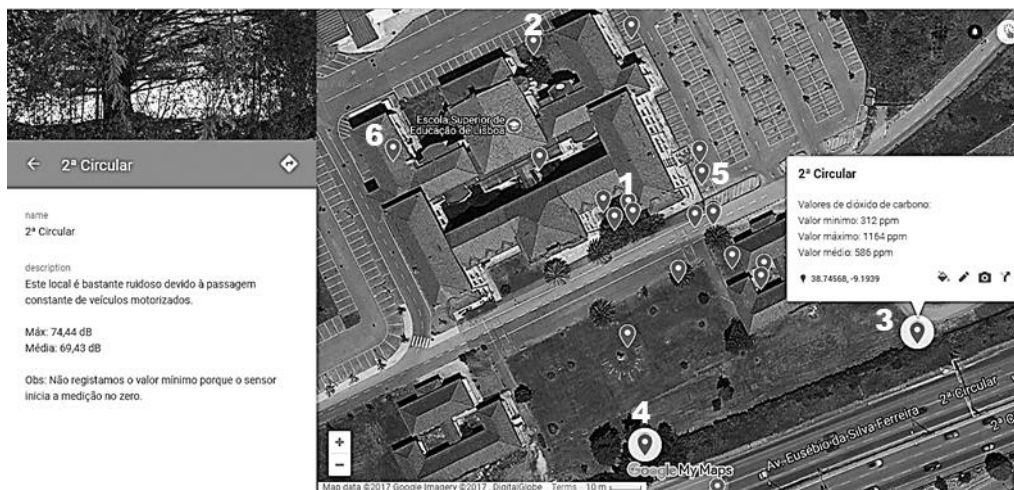 2ª Circular
name
2ª Circular
description
Este local é bastante ruidoso devido à passagem
constante de veículos motorizados.
Máx: 74,44 dB
Média: 69,43 dB
Obs: Não registamos o valor mínimo porque o sensor
inicia a medição no zero.
2
Escola Superior de
Educação de Lisboa
6
1
5
2ª Circular
Valores de dióxido de carbono:
Valor minimo: 312 ppm
Valor máximo: 1164 ppm
Valor médio: 586 ppm
38.74568, -9.1939
3
4
2ª Circular
Av. Eusébio da Silva Ferreira
2ª C
Google My Maps
+
−
Map data ©2017 Google Imagery ©2017 , DigitalGlobe Terms 10 m